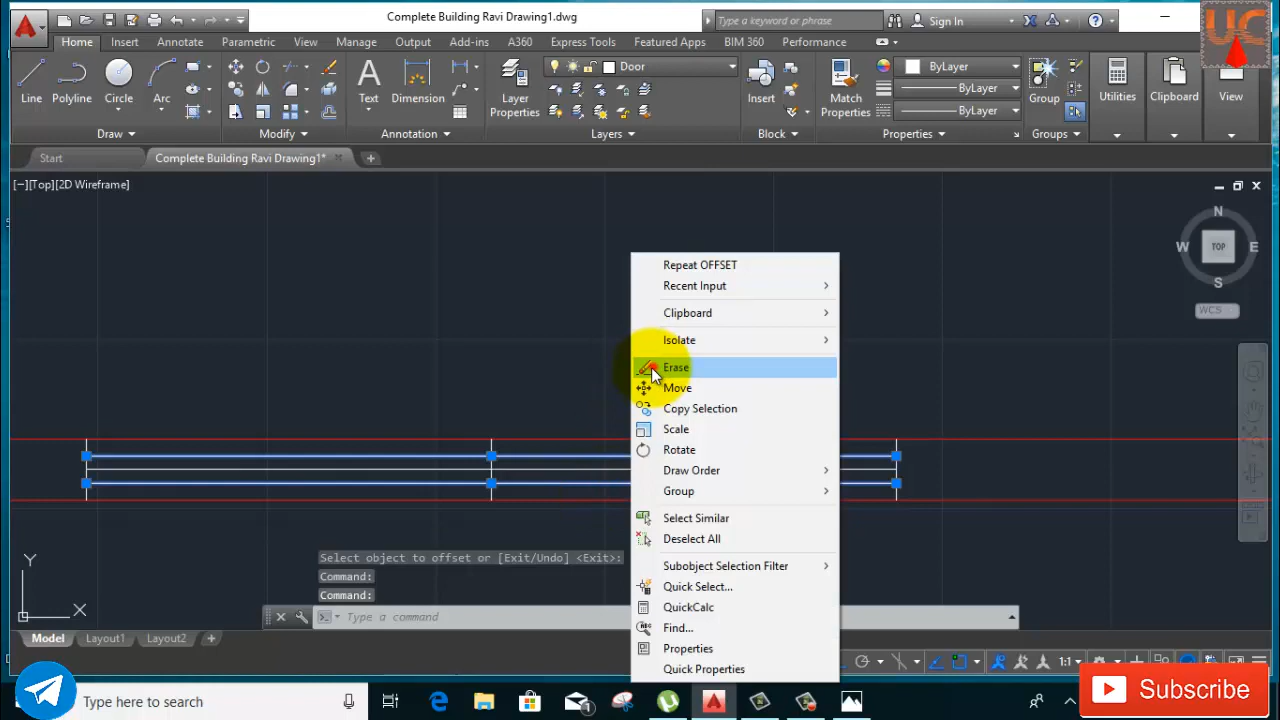 Complete Building Ravi Drawing1.dwg
Type a keyword or phrase
Sign In
UC
Home Insert Annotate Parametric View Manage Output Add-ins A360 Express Tools Featured Apps BIM 360 Performance
Door
ByLayer
ByLayer
ByLayer
Line Polyline Circle Arc Text Dimension Layer Properties Insert Match Properties Group Utilities Clipboard View
Draw Modify Annotation Layers Block Properties Groups
Start
Complete Building Ravi Drawing1*
[−][Top][2D Wireframe]
N
W TOP E
S
WCS
Repeat OFFSET
Recent Input
Clipboard
Isolate
Erase
Move
Copy Selection
Scale
Rotate
Draw Order
Group
Select Similar
Deselect All
Subobject Selection Filter
Quick Select...
QuickCalc
Find...
Properties
Quick Properties
Select object to offset or [Exit/Undo] <Exit>:
Command:
Command:
Type a command
Y
X
Model Layout1 Layout2
1:1
Type here to search
1
Subscribe